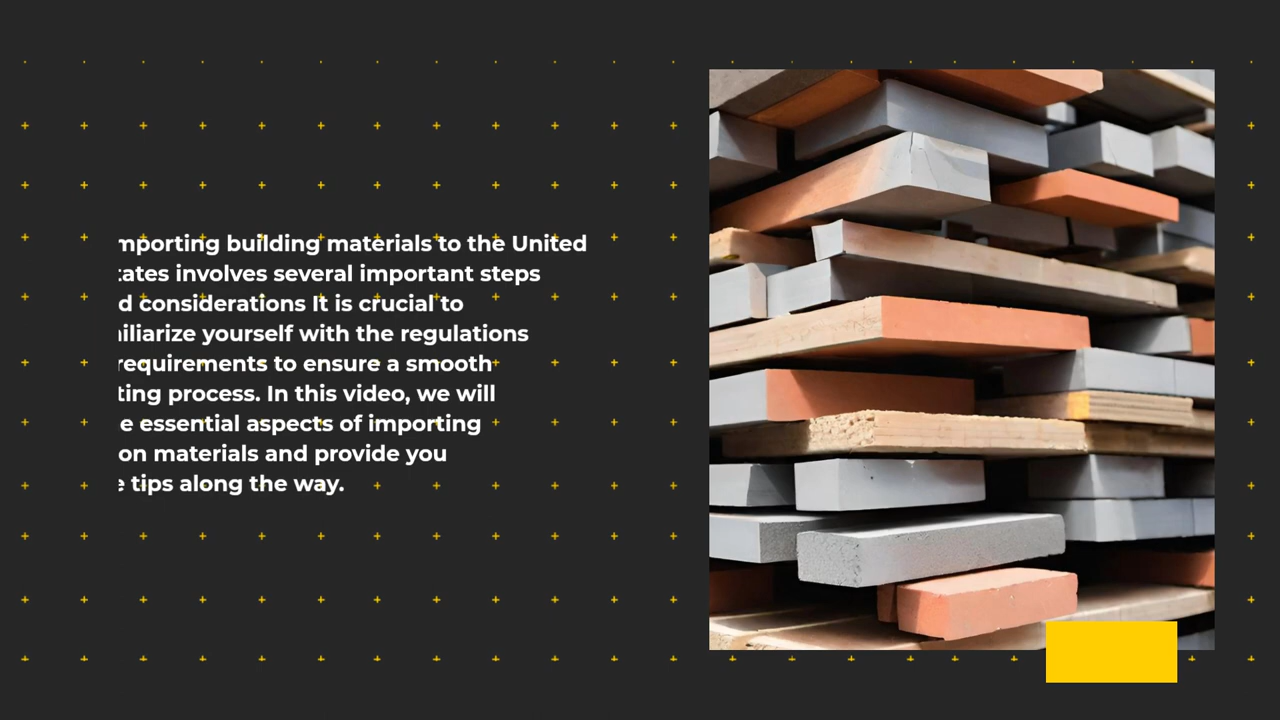 mporting building materials to the United
tates involves several important steps
d considerations It is crucial to
iliarize yourself with the regulations
requirements to ensure a smooth
ting process. In this video, we will
e essential aspects of importing
on materials and provide you
e tips along the way.